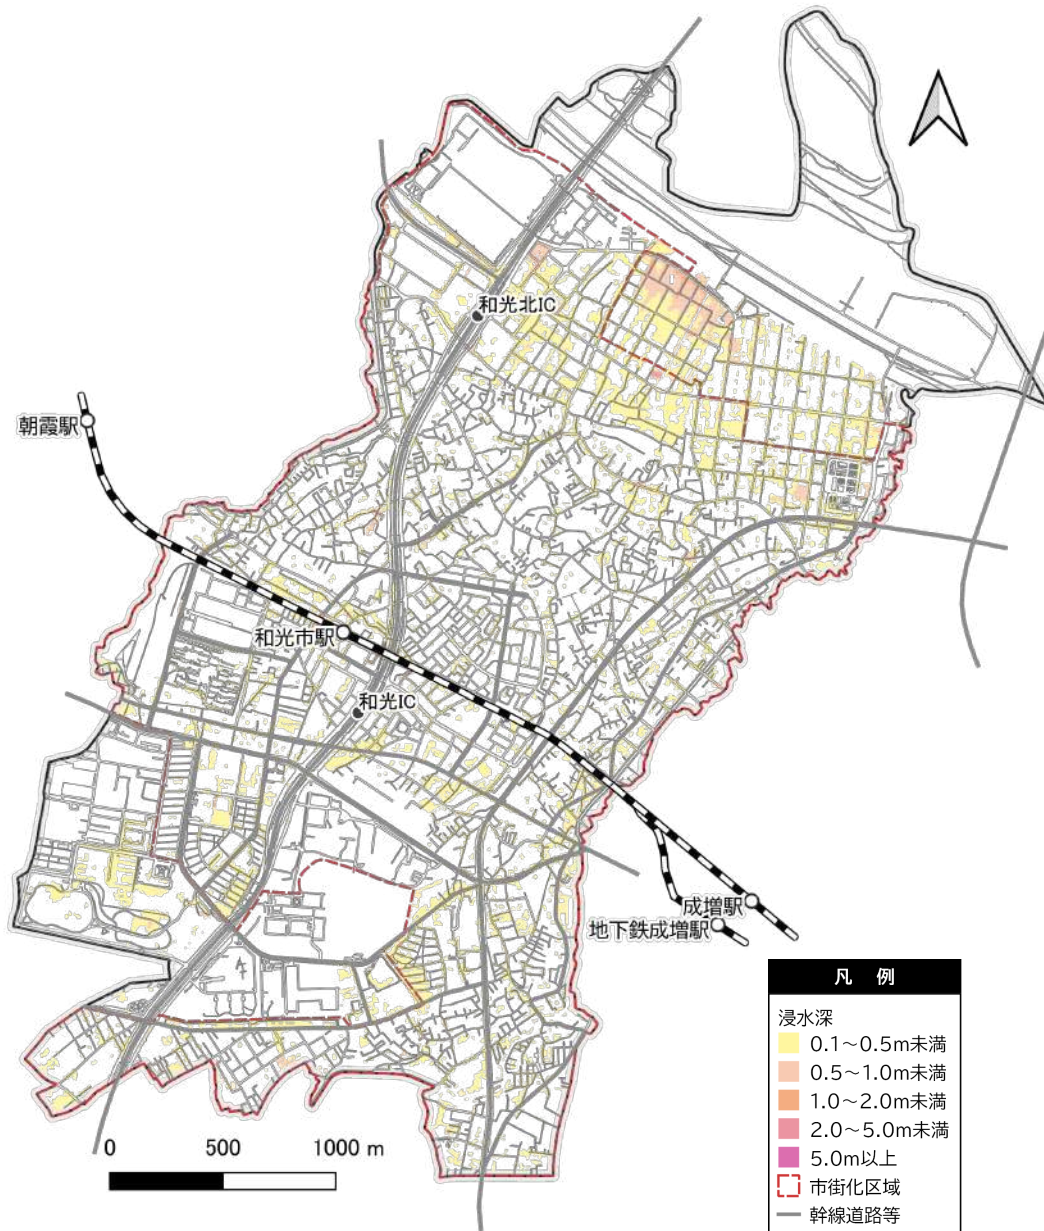 和光北IC
朝霞駅
和光市駅
和光IC
成増駅
地下鉄成増駅
0 500 1000 m
凡 例
浸水深
0.1～0.5m未満
0.5～1.0m未満
1.0～2.0m未満
2.0～5.0m未満
5.0m以上
市街化区域
幹線道路等